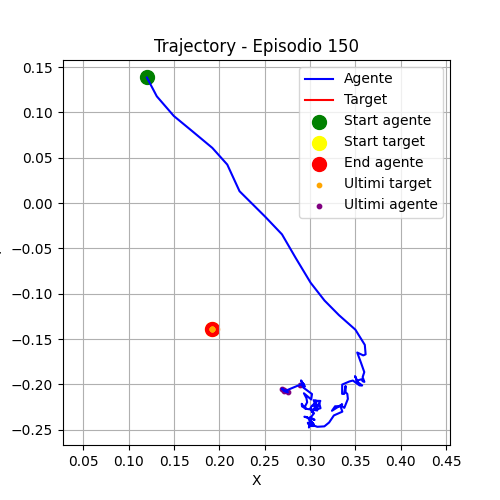 Trajectory - Episodio 150
Agente
Target
Start agente
Start target
End agente
Ultimi target
Ultimi agente
0.15
0.10
0.05
0.00
−0.05
−0.10
−0.15
−0.20
−0.25
0.05 0.10 0.15 0.20 0.25 0.30 0.35 0.40 0.45
X